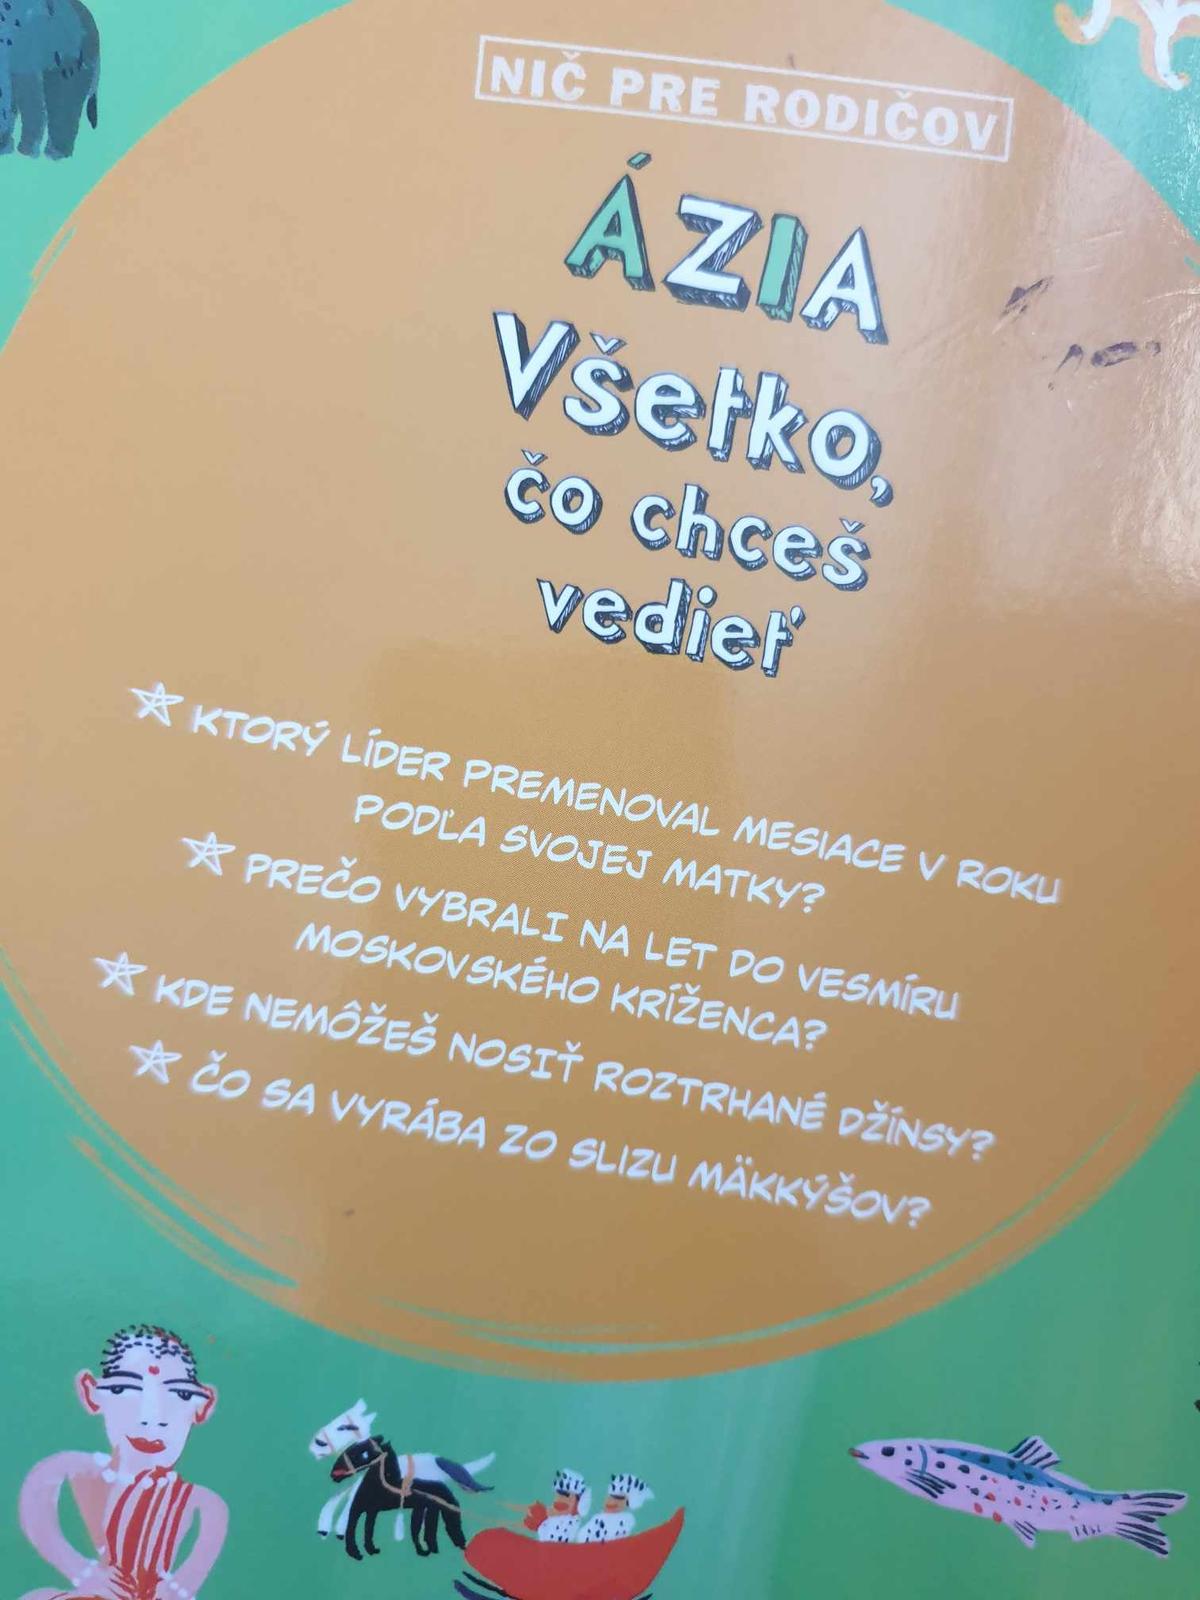 NIČ PRE RODIČOV
ÁZIA
Všetko,
čo chceš
vedieť
KTORÝ LÍDER PREMENOVAL MESIACE V ROKU
PODĽA SVOJEJ MATKY?
PREČO VYBRALI NA LET DO VESMÍRU
MOSKOVSKÉHO KRÍŽENCA?
KDE NEMÔŽEŠ NOSIŤ ROZTRHANÉ DŽÍNSY?
ČO SA VYRÁBA ZO SLIZU MÄKKÝŠOV?